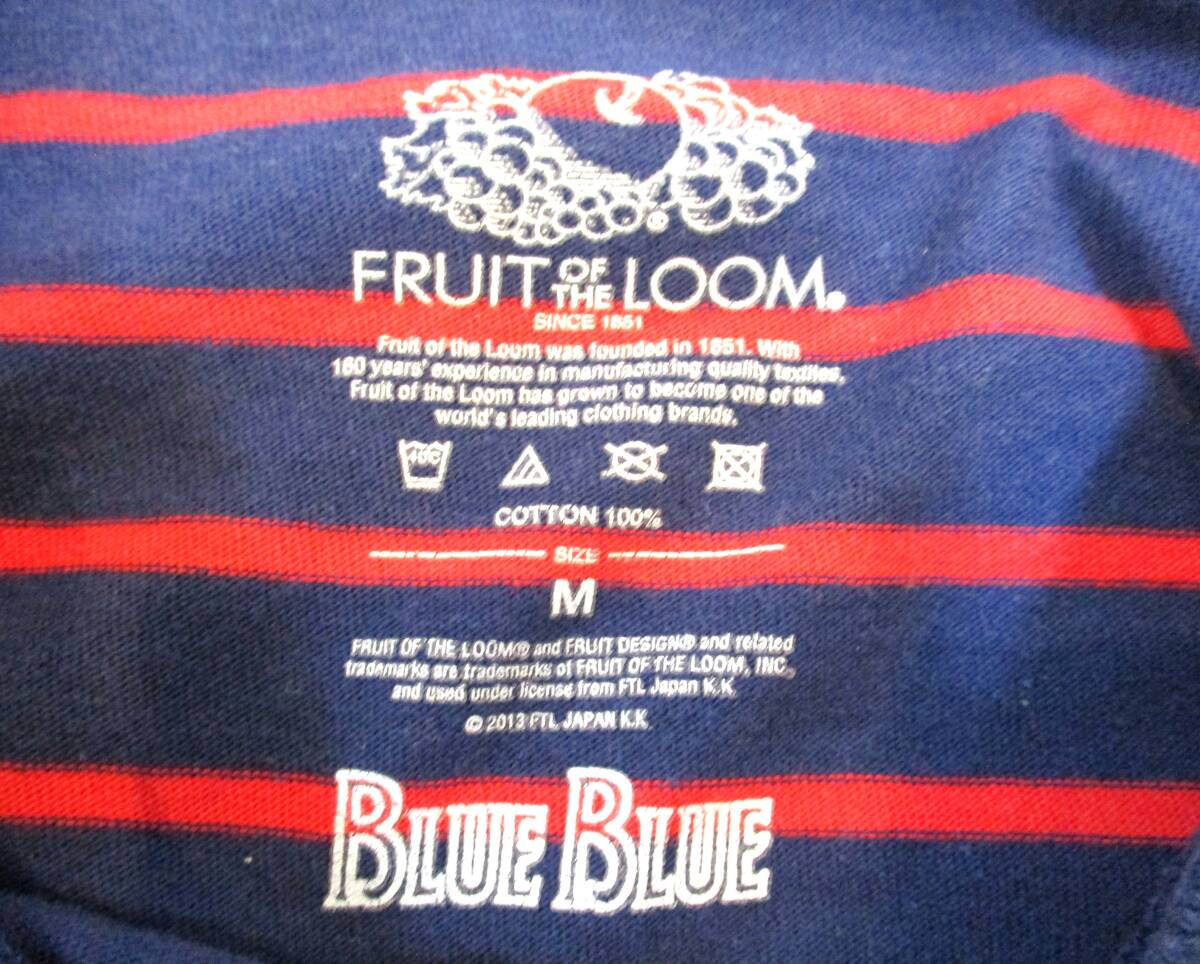 FRUIT OF THE LOOM®
SINCE 1851
Fruit of the Loom was founded in 1851. With
160 years' experience in manufacturing quality textiles,
Fruit of the Loom has grown to become one of the
world's leading clothing brands.
40C
COTTON 100%
SIZE
M
FRUIT OF THE LOOM® and FRUIT DESIGN® and related
trademarks are trademarks of FRUIT OF THE LOOM, INC.
and used under license from FTL Japan K.K.
© 2013 FTL JAPAN K.K.
BLUE BLUE